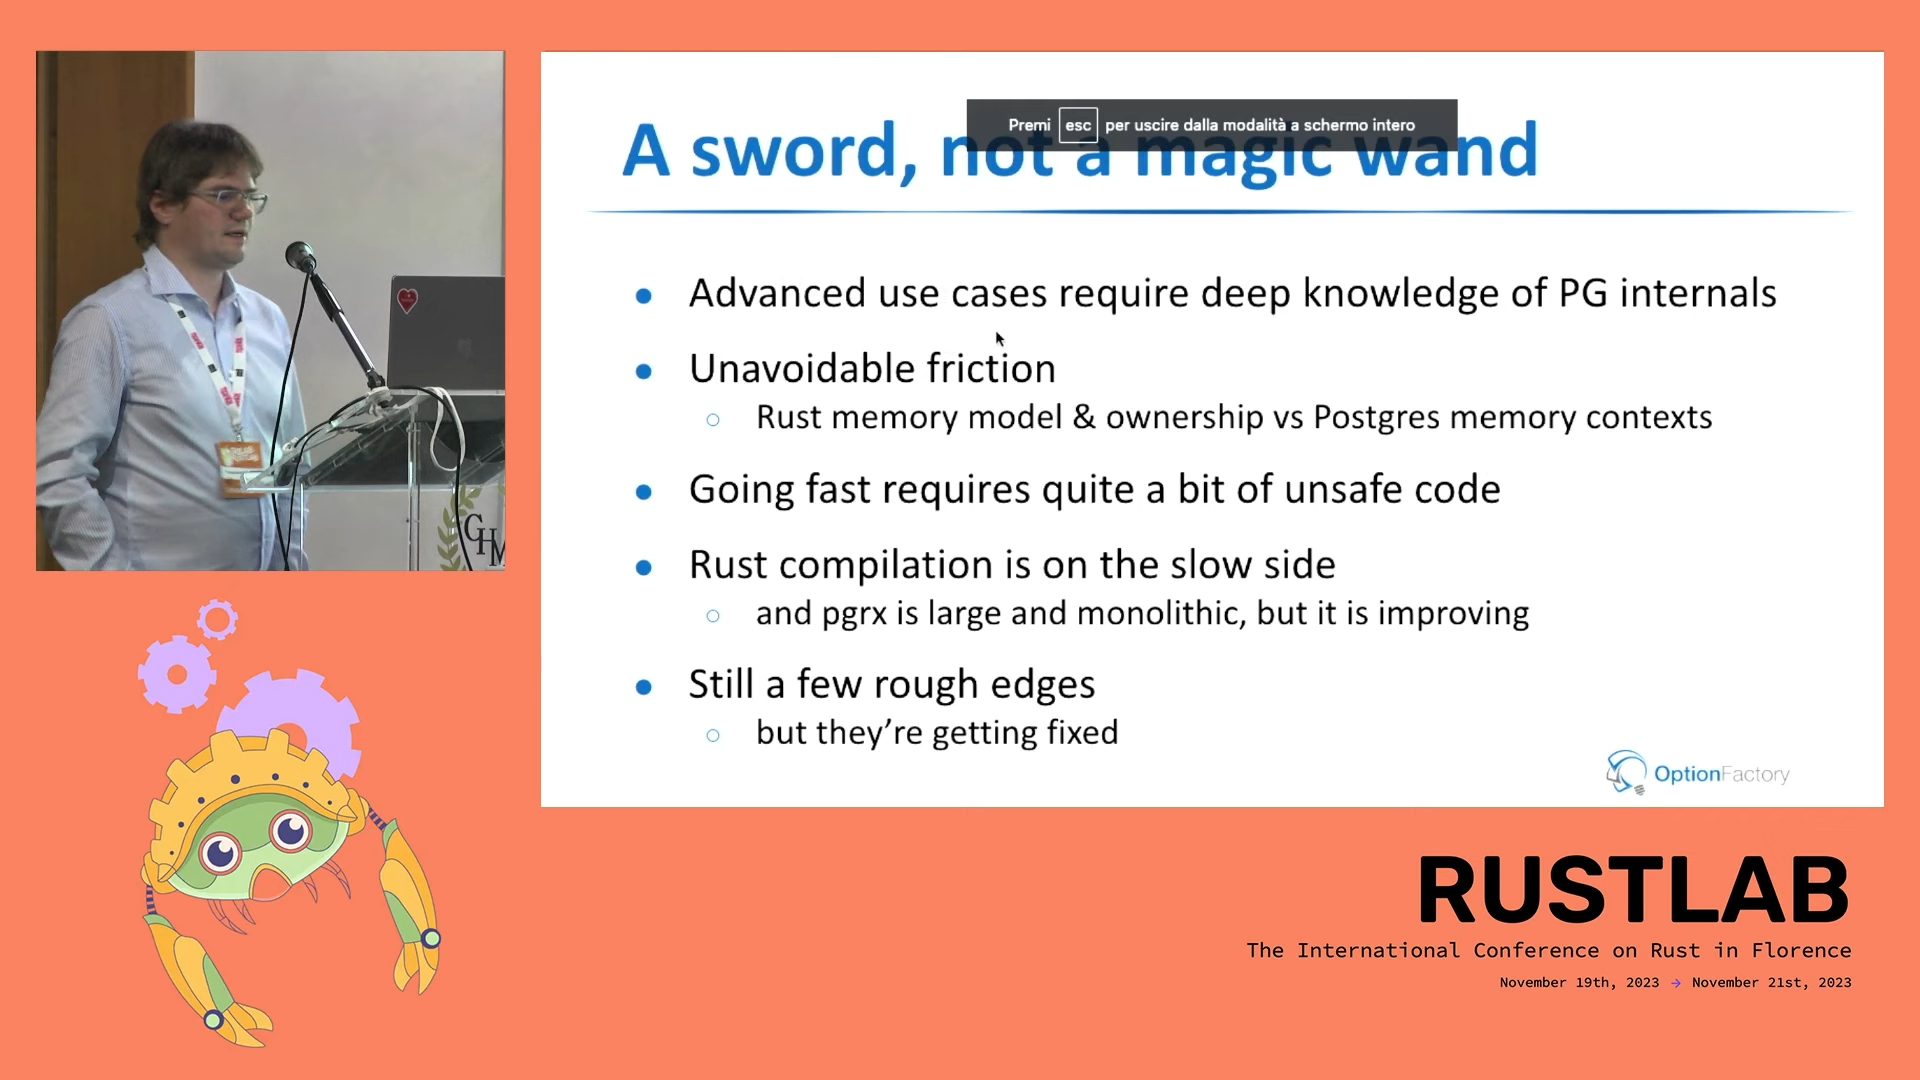 Premi esc per uscire dalla modalità a schermo intero
A sword, not a magic wand
Advanced use cases require deep knowledge of PG internals
Unavoidable friction
Rust memory model & ownership vs Postgres memory contexts
Going fast requires quite a bit of unsafe code
Rust compilation is on the slow side
and pgrx is large and monolithic, but it is improving
Still a few rough edges
but they're getting fixed
OptionFactory
GHM
RUSTLAB
The International Conference on Rust in Florence
November 19th, 2023 → November 21st, 2023